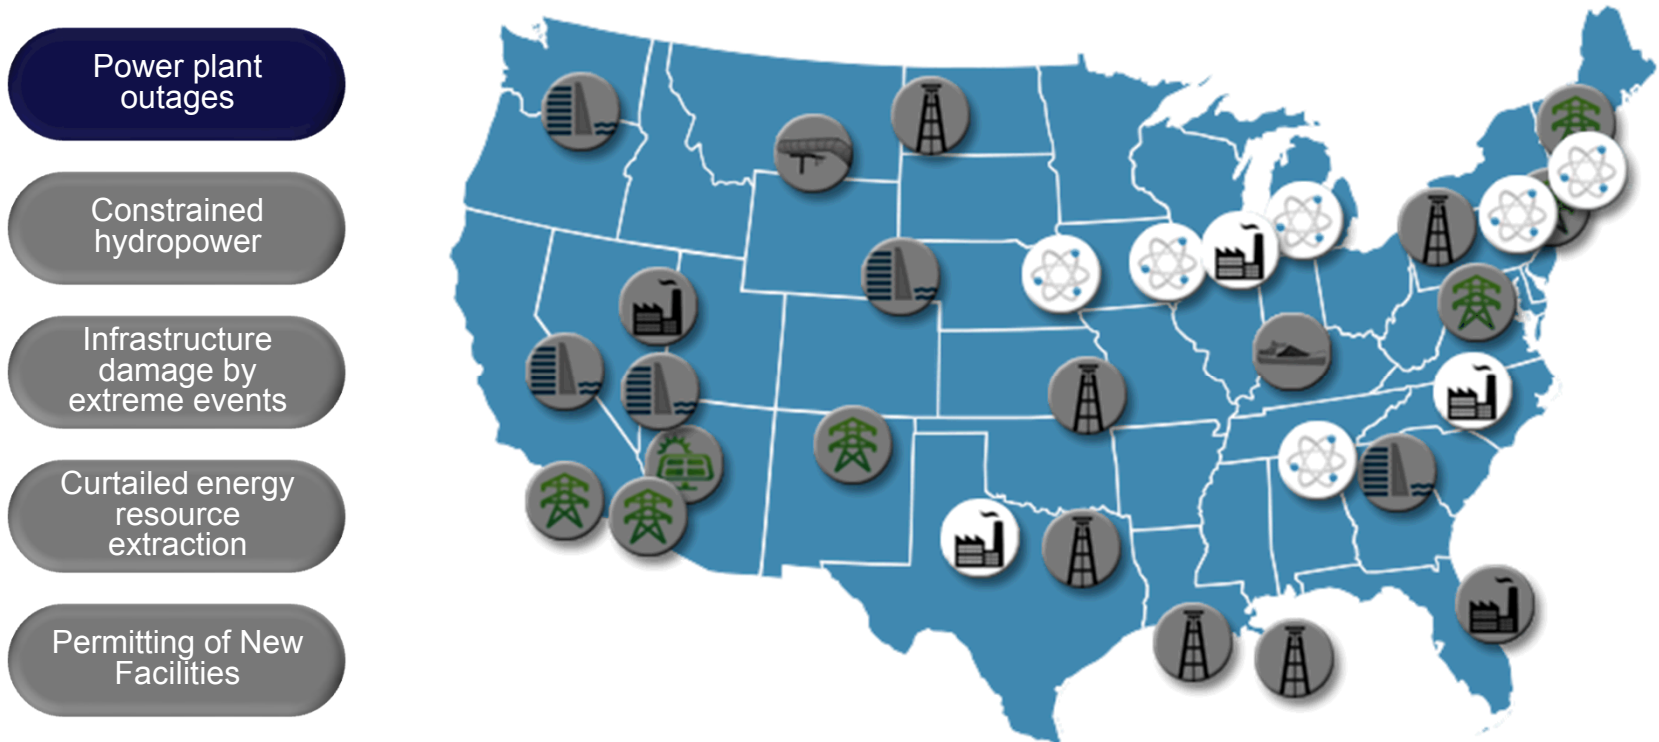 Power plant
outages
Constrained
hydropower
Infrastructure
damage by
extreme events
Curtailed energy
resource
extraction
Permitting of New
Facilities